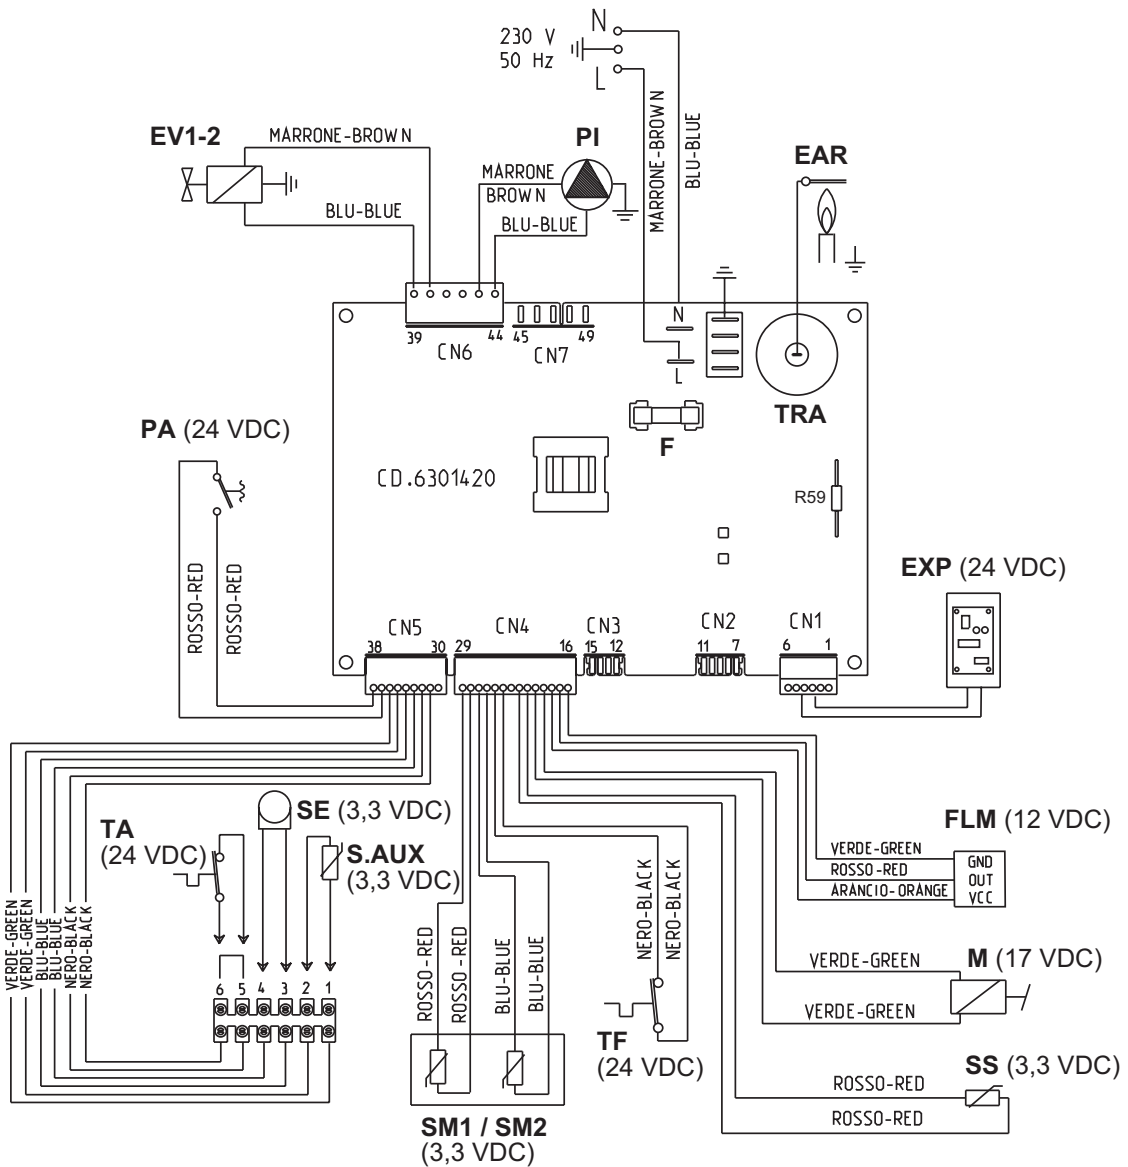 N
230 V
50 Hz
L
EV1-2
MARRONE-BROWN
BLU-BLUE
PI
MARRONE
BROWN
BLU-BLUE
MARRONE-BROWN
BLU-BLUE
EAR
39
44
CN6
45
49
CN7
N
L
TRA
F
PA (24 VDC)
CD.6301420
R59
ROSSO-RED
ROSSO-RED
EXP (24 VDC)
CN5
38
30
CN4
29
16
CN3
15
12
CN2
11
7
CN1
6
1
SE (3,3 VDC)
TA
(24 VDC)
S.AUX
(3,3 VDC)
FLM (12 VDC)
VERDE-GREEN
ROSSO-RED
ARANCIO-ORANGE
GND
OUT
VCC
VERDE-GREEN
VERDE-GREEN
BLU-BLUE
BLU-BLUE
NERO-BLACK
NERO-BLACK
6 5 4 3 2 1
ROSSO-RED
ROSSO-RED
BLU-BLUE
BLU-BLUE
NERO-BLACK
NERO-BLACK
TF
(24 VDC)
VERDE-GREEN
VERDE-GREEN
M (17 VDC)
SS (3,3 VDC)
ROSSO-RED
ROSSO-RED
SM1 / SM2
(3,3 VDC)